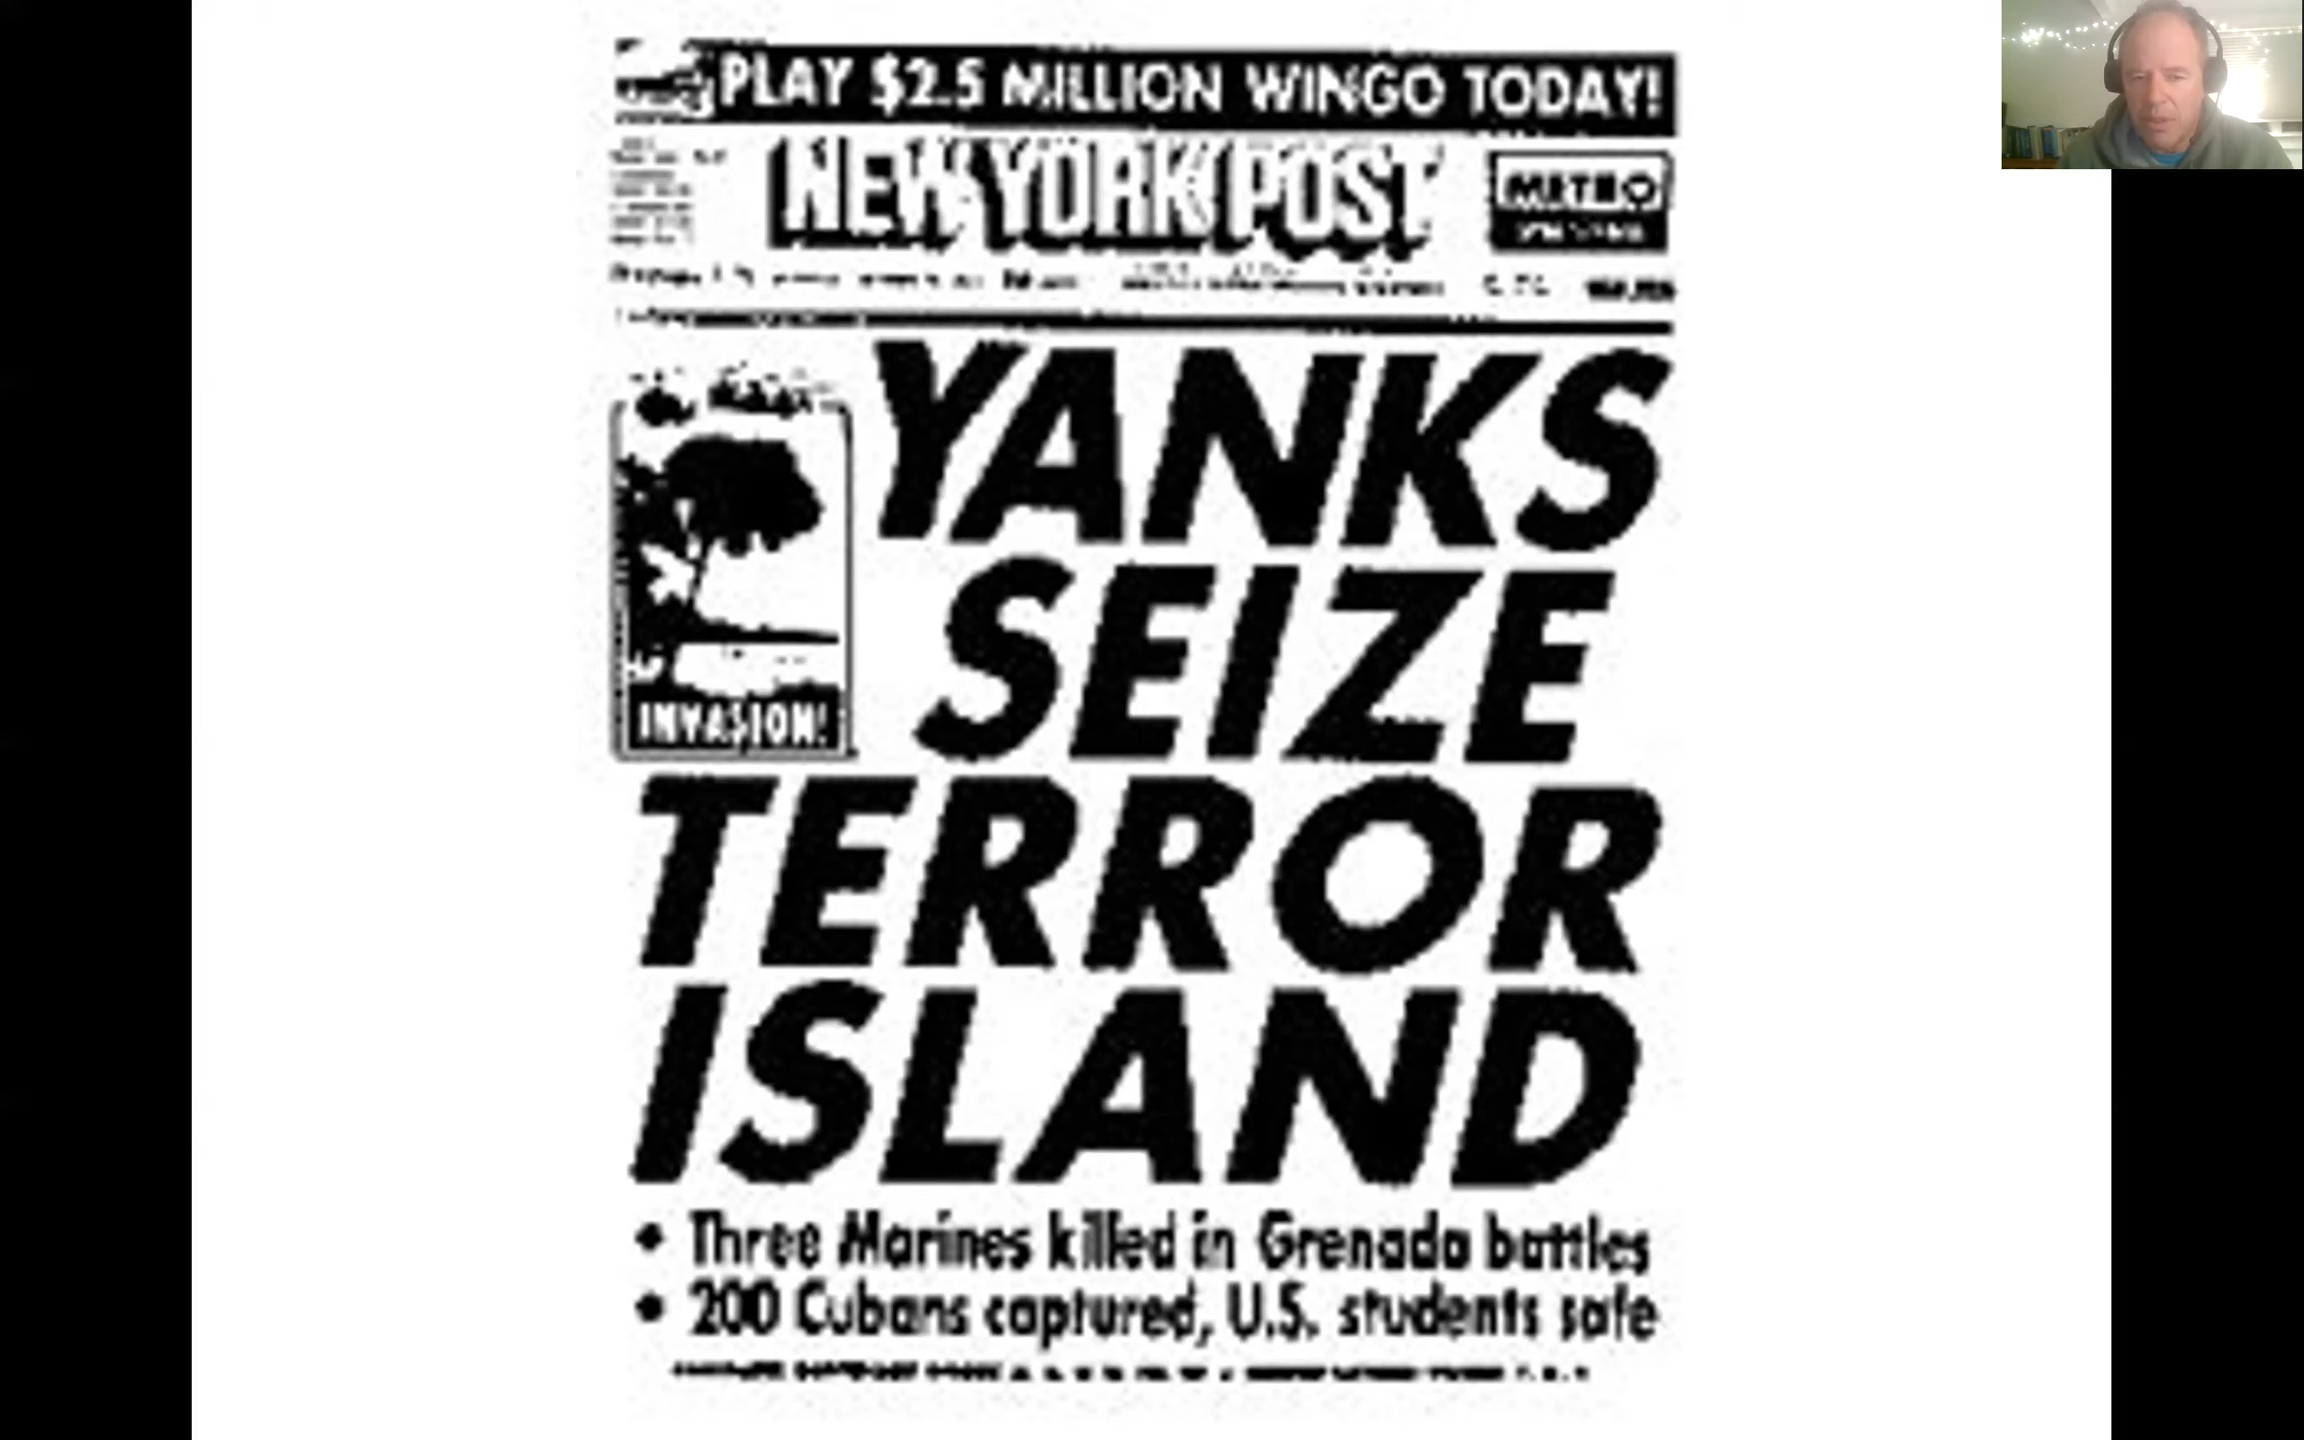 PLAY $2.5 MILLION WINGO TODAY!
NEW YORK POST
METRO
YANKS
SEIZE
INVASION!
TERROR
ISLAND
• Three Marines killed in Grenada battles
• 200 Cubans captured, U.S. students safe